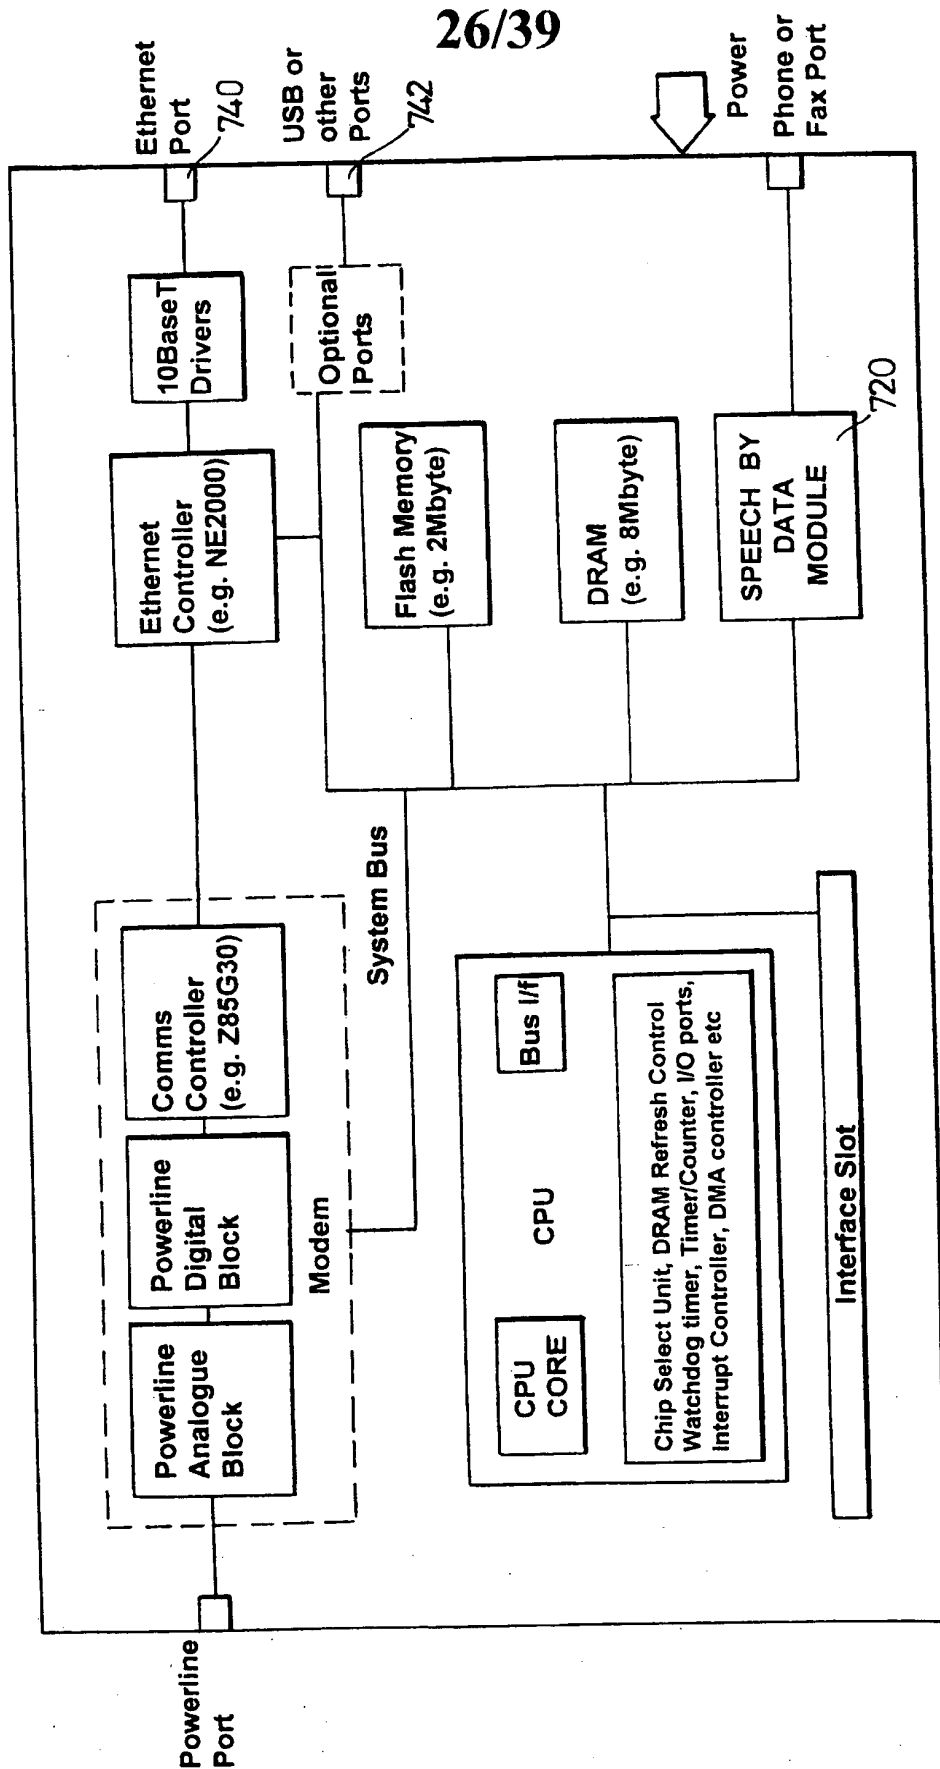 26/39
Powerline
Port
Powerline
Analogue
Block
Powerline
Digital
Block
Comms
Controller
(e.g. Z85G30)
Modem
Ethernet
Controller
(e.g. NE2000)
10BaseT
Drivers
Ethernet
Port
740
USB or
other
Ports
742
Optional
Ports
System Bus
Flash Memory
(e.g. 2Mbyte)
DRAM
(e.g. 8Mbyte)
SPEECH BY
DATA
MODULE
720
Power
Phone or
Fax Port
CPU
CORE
CPU
Bus I/f
Chip Select Unit, DRAM Refresh Control
Watchdog timer, Timer/Counter, I/O ports,
Interrupt Controller, DMA controller etc
Interface Slot